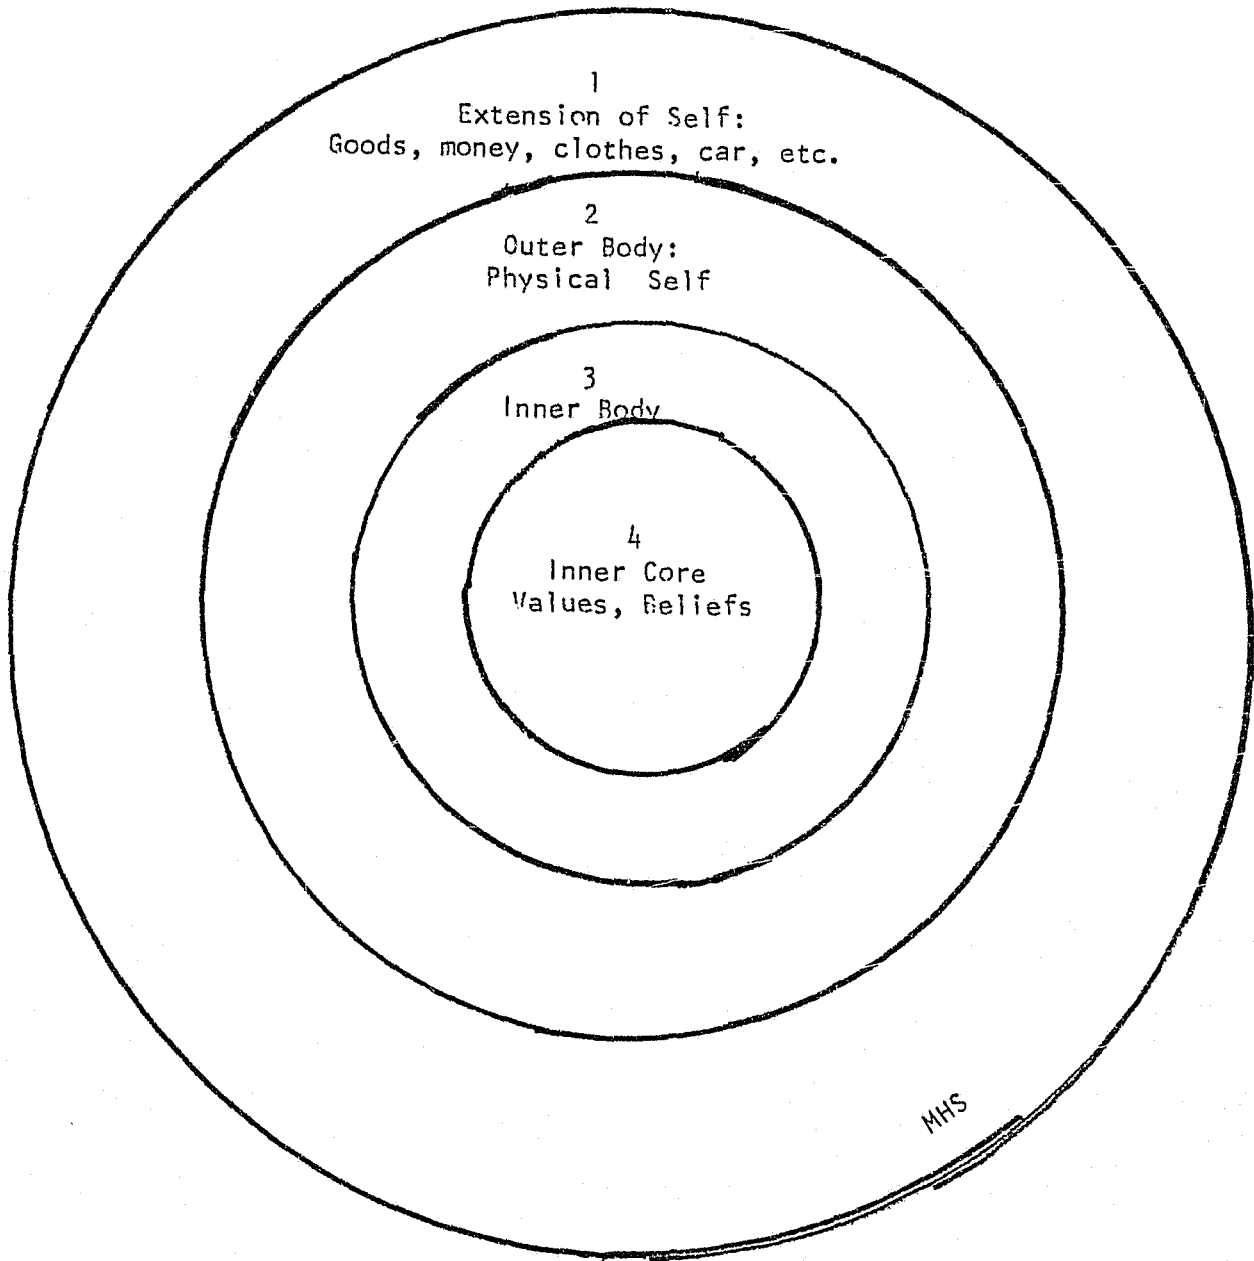 1
Extension of Self:
Goods, money, clothes, car, etc.
2
Outer Body:
Physical Self
3
Inner Body
4
Inner Core
Values, Beliefs
MHS